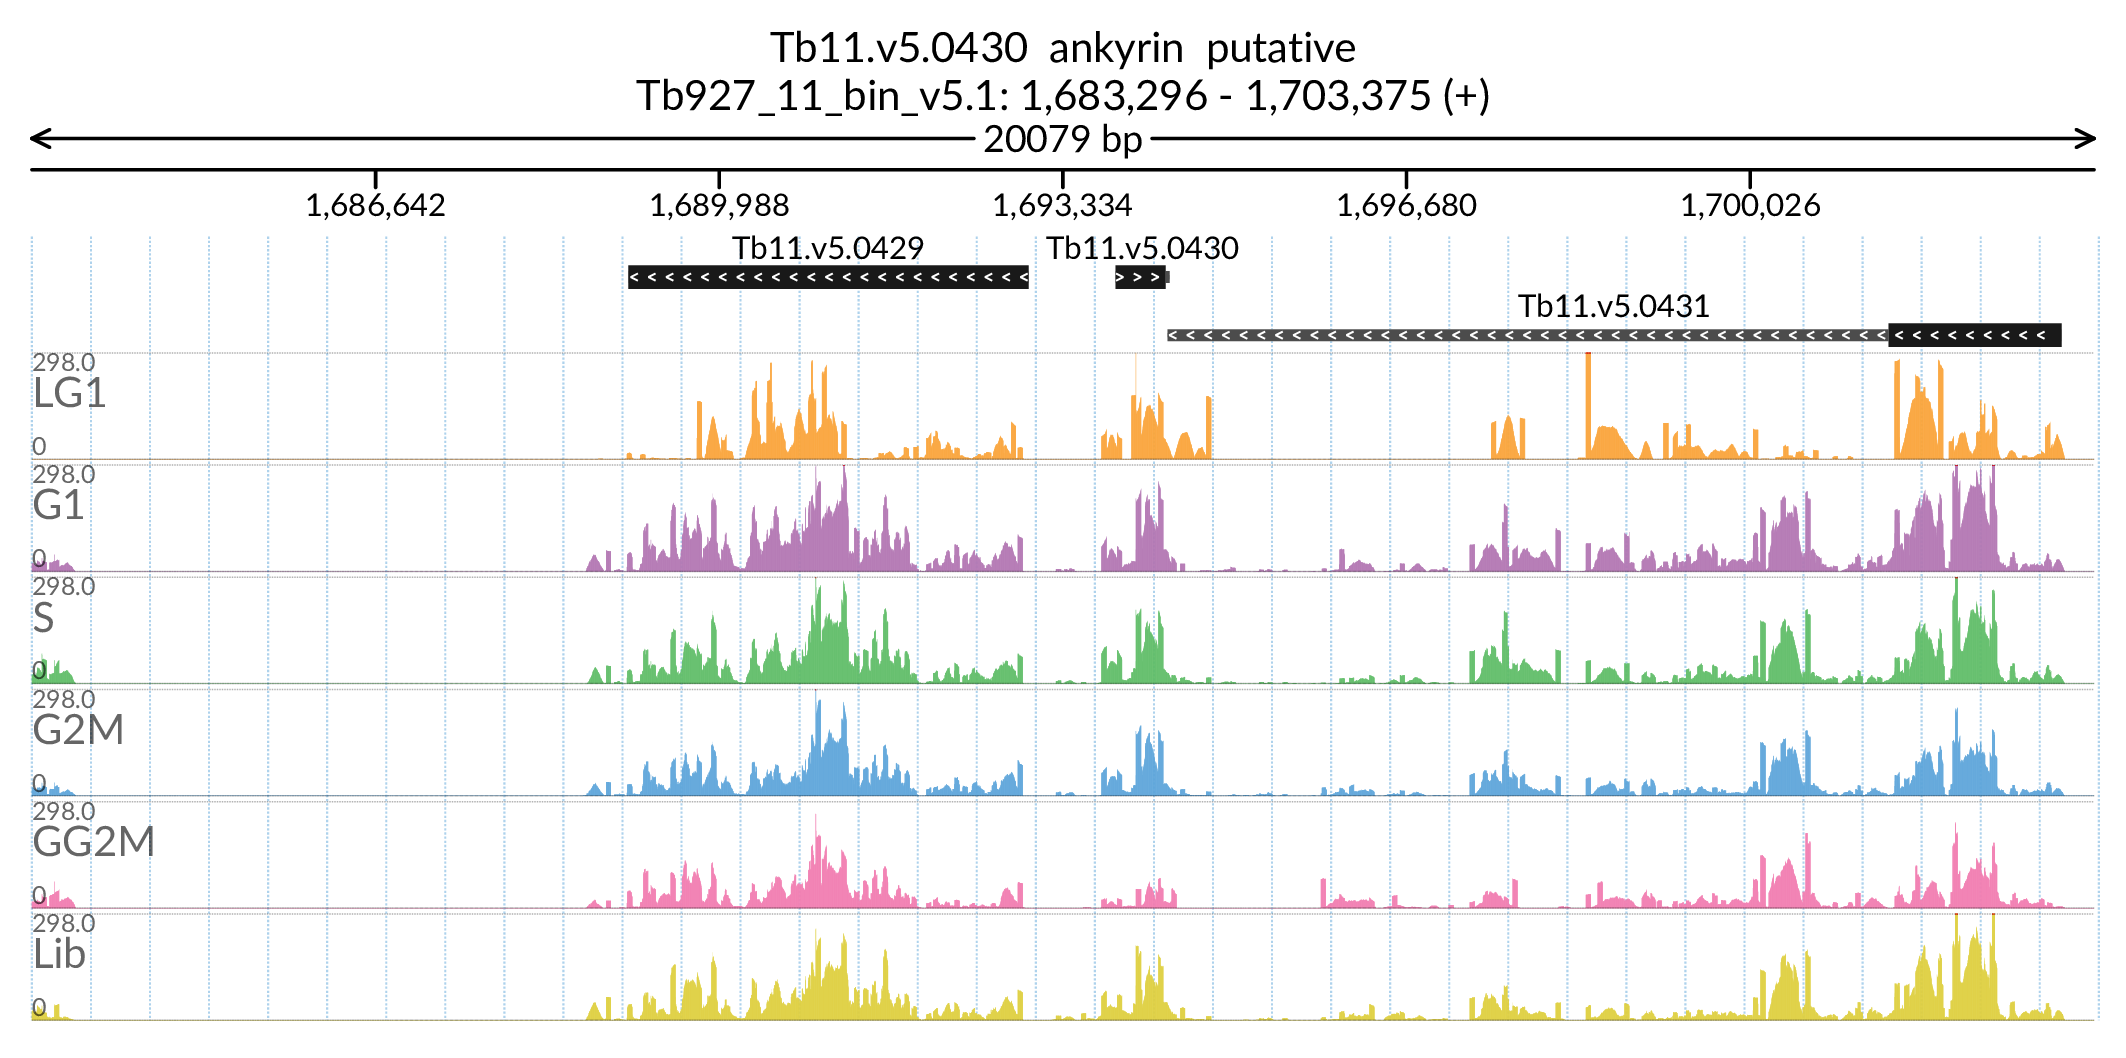 Tb11.v5.0430 ankyrin putative
Tb927_11_bin_v5.1: 1,683,296 - 1,703,375 (+)
20079 bp
1,686,642 1,689,988 1,693,334 1,696,680 1,700,026
Tb11.v5.0429 Tb11.v5.0430
Tb11.v5.0431
298.0
LG1
0
298.0
G1
0
298.0
S
0
298.0
G2M
0
298.0
GG2M
0
298.0
Lib
0